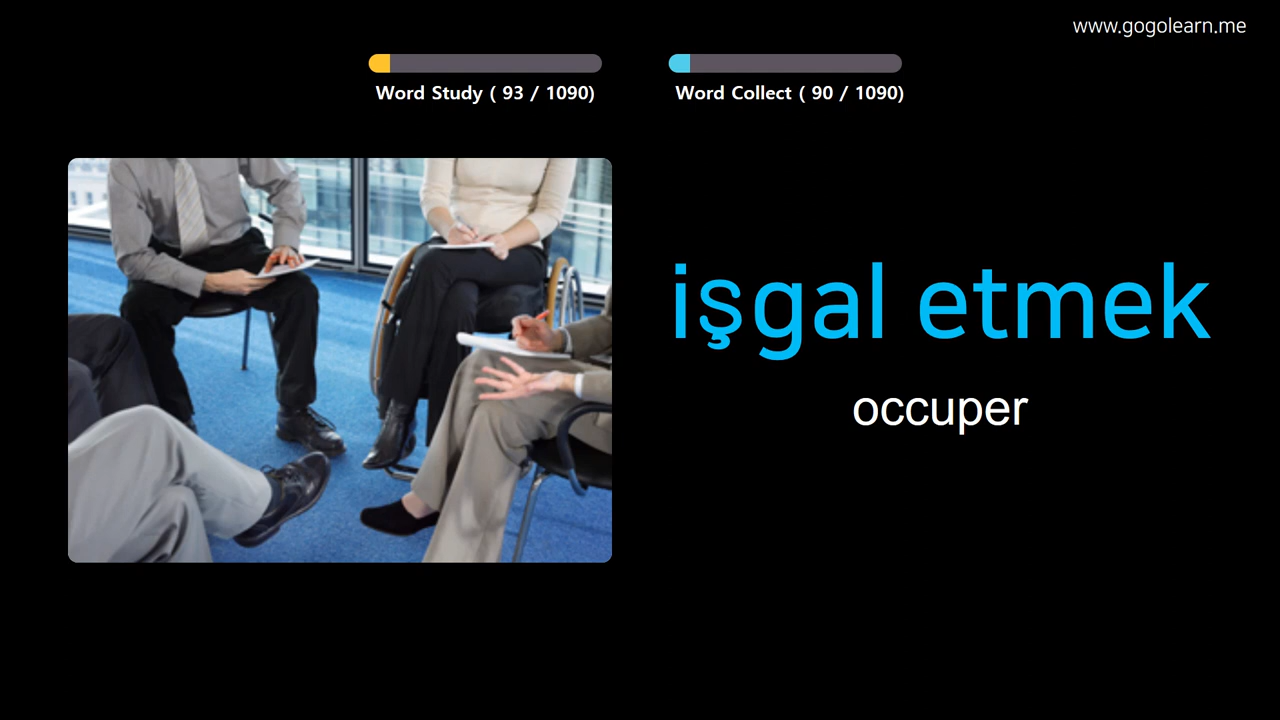 www.gogolearn.me
Word Study ( 93 / 1090)
Word Collect ( 90 / 1090)
işgal etmek
occuper